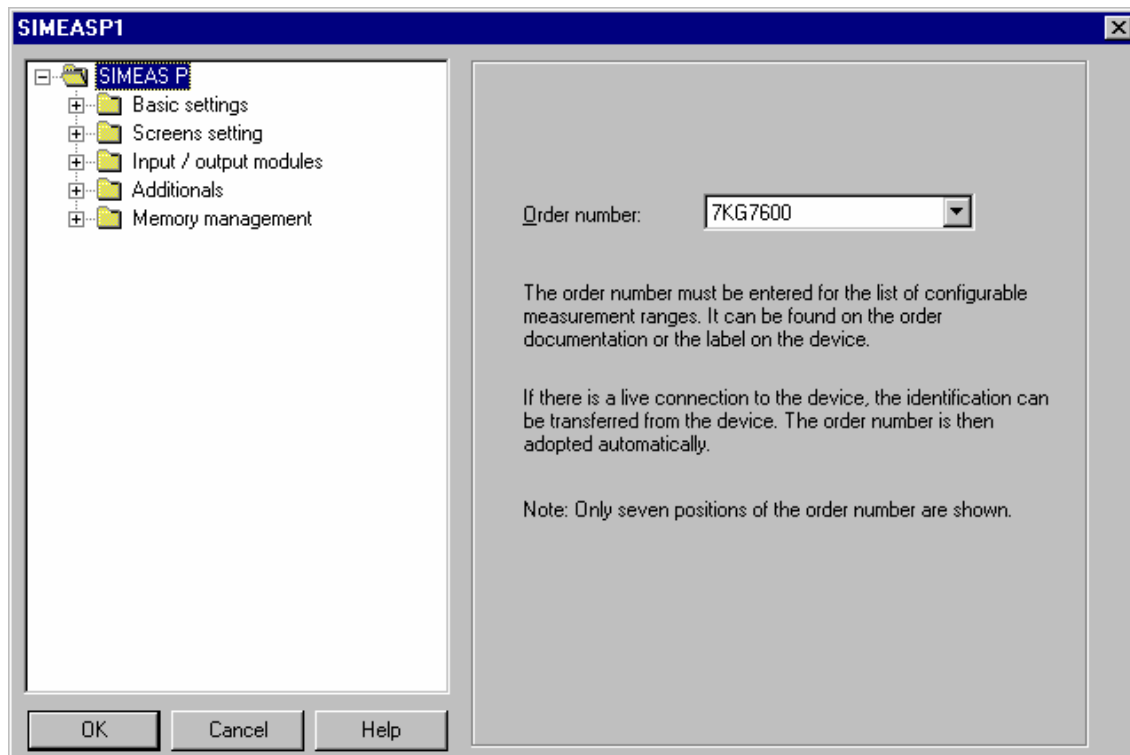 SIMEASP1
SIMEAS P
Basic settings
Screens setting
Input / output modules
Additionals
Memory management
Order number: 7KG7600
The order number must be entered for the list of configurable
measurement ranges. It can be found on the order
documentation or the label on the device.
If there is a live connection to the device, the identification can
be transferred from the device. The order number is then
adopted automatically.
Note: Only seven positions of the order number are shown.
OK Cancel Help